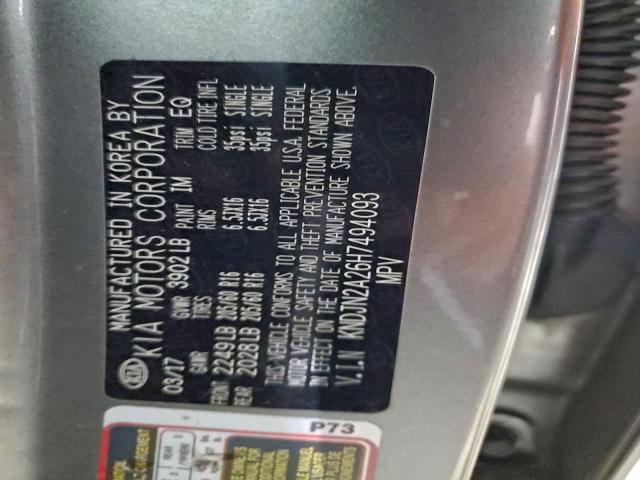 MANUFACTURED IN KOREA BY
KIA KIA MOTORS CORPORATION
03/17 GVWR 3902 LB PAINT IM TRIM EQ
GAWR TIRES RIMS COLD TIRE INFL
FRONT 2249 LB 205/60 R16 6.5JX16 35psi SINGLE
REAR 2028 LB 205/60 R16 6.5JX16 35psi SINGLE
THIS VEHICLE CONFORMS TO ALL APPLICABLE U.S.A. FEDERAL
MOTOR VEHICLE SAFETY AND THEFT PREVENTION STANDARDS
IN EFFECT ON THE DATE OF MANUFACTURE SHOWN ABOVE.
V.I.N KNDJN2A26H7494093
MPV
P73
REAR